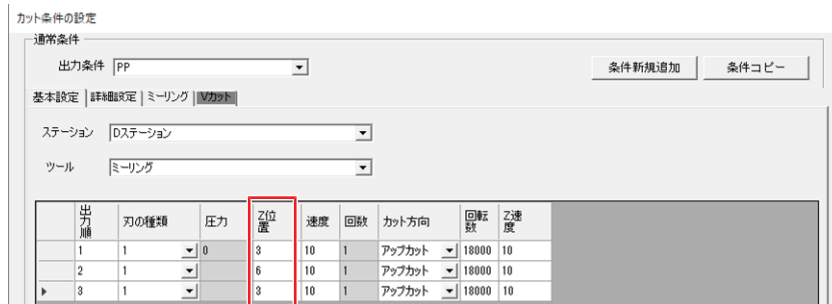 カット条件の設定
通常条件
出力条件 PP 条件新規追加 条件コピー
基本設定 詳細設定 ミーリング Vカット
ステーション Dステーション
ツール ミーリング
出力順 刃の種類 圧力 Z位置 速度 回数 カット方向 回転数 Z速度
1 1 0 3 10 1 アップカット 18000 10
2 1 6 10 1 アップカット 18000 10
3 1 3 10 1 アップカット 18000 10